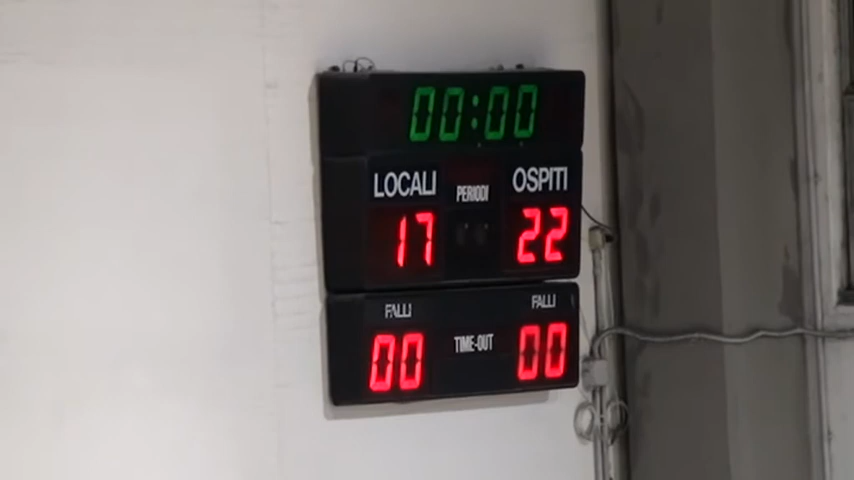 00:00
LOCALI PERIODI OSPITI
17 22
FALLI FALLI
00 TIME-OUT 00